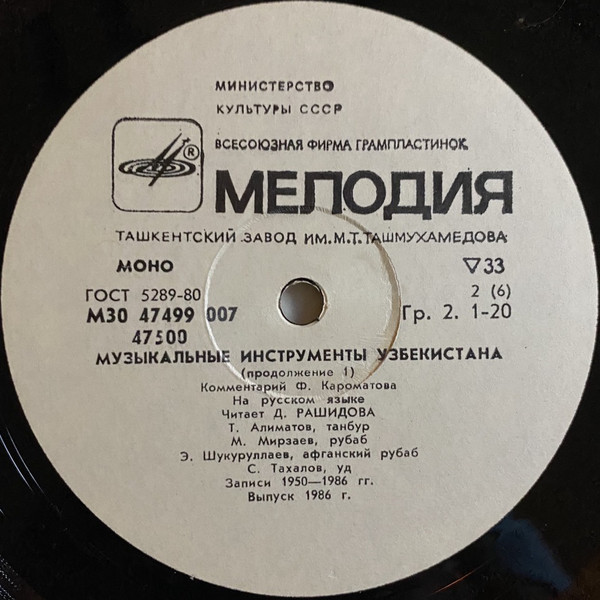 МИНИСТЕРСТВО
КУЛЬТУРЫ СССР
ВСЕСОЮЗНАЯ ФИРМА ГРАМПЛАСТИНОК
®
МЕЛОДИЯ
ТАШКЕНТСКИЙ ЗАВОД ИМ. М.Т. ТАШМУХАМЕДОВА
МОНО ▽33
ГОСТ 5289-80 2 (6)
М30 47499 007 Гр. 2. 1-20
47500
МУЗЫКАЛЬНЫЕ ИНСТРУМЕНТЫ УЗБЕКИСТАНА
(продолжение 1)
Комментарий Ф. Кароматова
На русском языке
Читает Д. РАШИДОВА
Т. Алиматов, танбур
М. Мирзаев, рубаб
Э. Шукуруллаев, афганский рубаб
С. Тахалов, уд
Записи 1950—1986 гг.
Выпуск 1986 г.